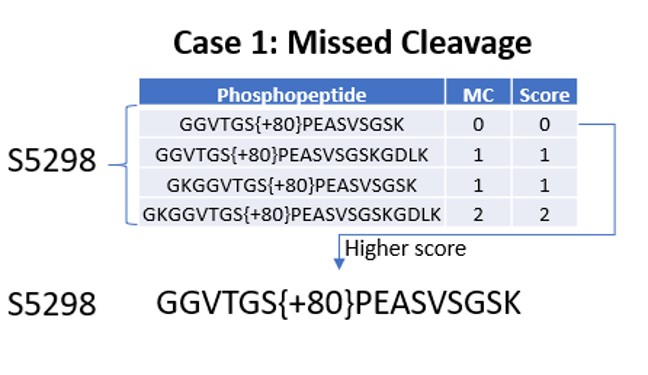 Case 1: Missed Cleavage
Phosphopeptide MC Score
GGVTGS{+80}PEASVSGSK 0 0
GGVTGS{+80}PEASVSGSKGDLK 1 1
GKGGVTGS{+80}PEASVSGSK 1 1
GKGGVTGS{+80}PEASVSGSKGDLK 2 2
S5298
Higher score
S5298 GGVTGS{+80}PEASVSGSK